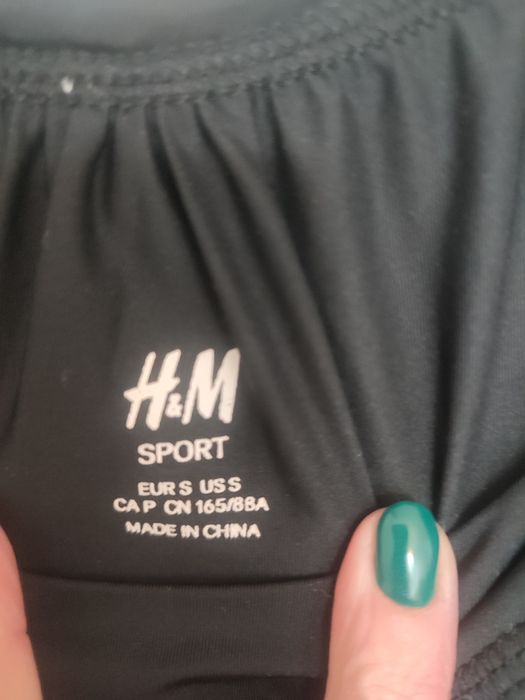 H&M
SPORT
EUR S US S
CA P CN 165/88A
MADE IN CHINA